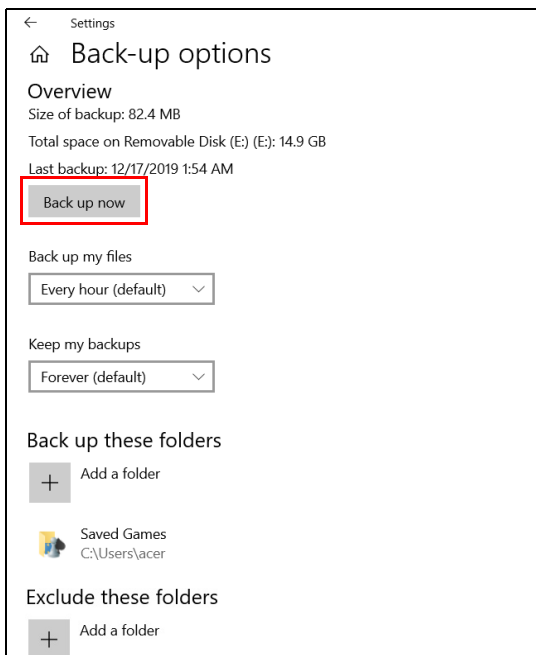 Settings
Back-up options
Overview
Size of backup: 82.4 MB
Total space on Removable Disk (E:) (E:): 14.9 GB
Last backup: 12/17/2019 1:54 AM
Back up now
Back up my files
Every hour (default)
Keep my backups
Forever (default)
Back up these folders
Add a folder
Saved Games
C:\Users\acer
Exclude these folders
Add a folder